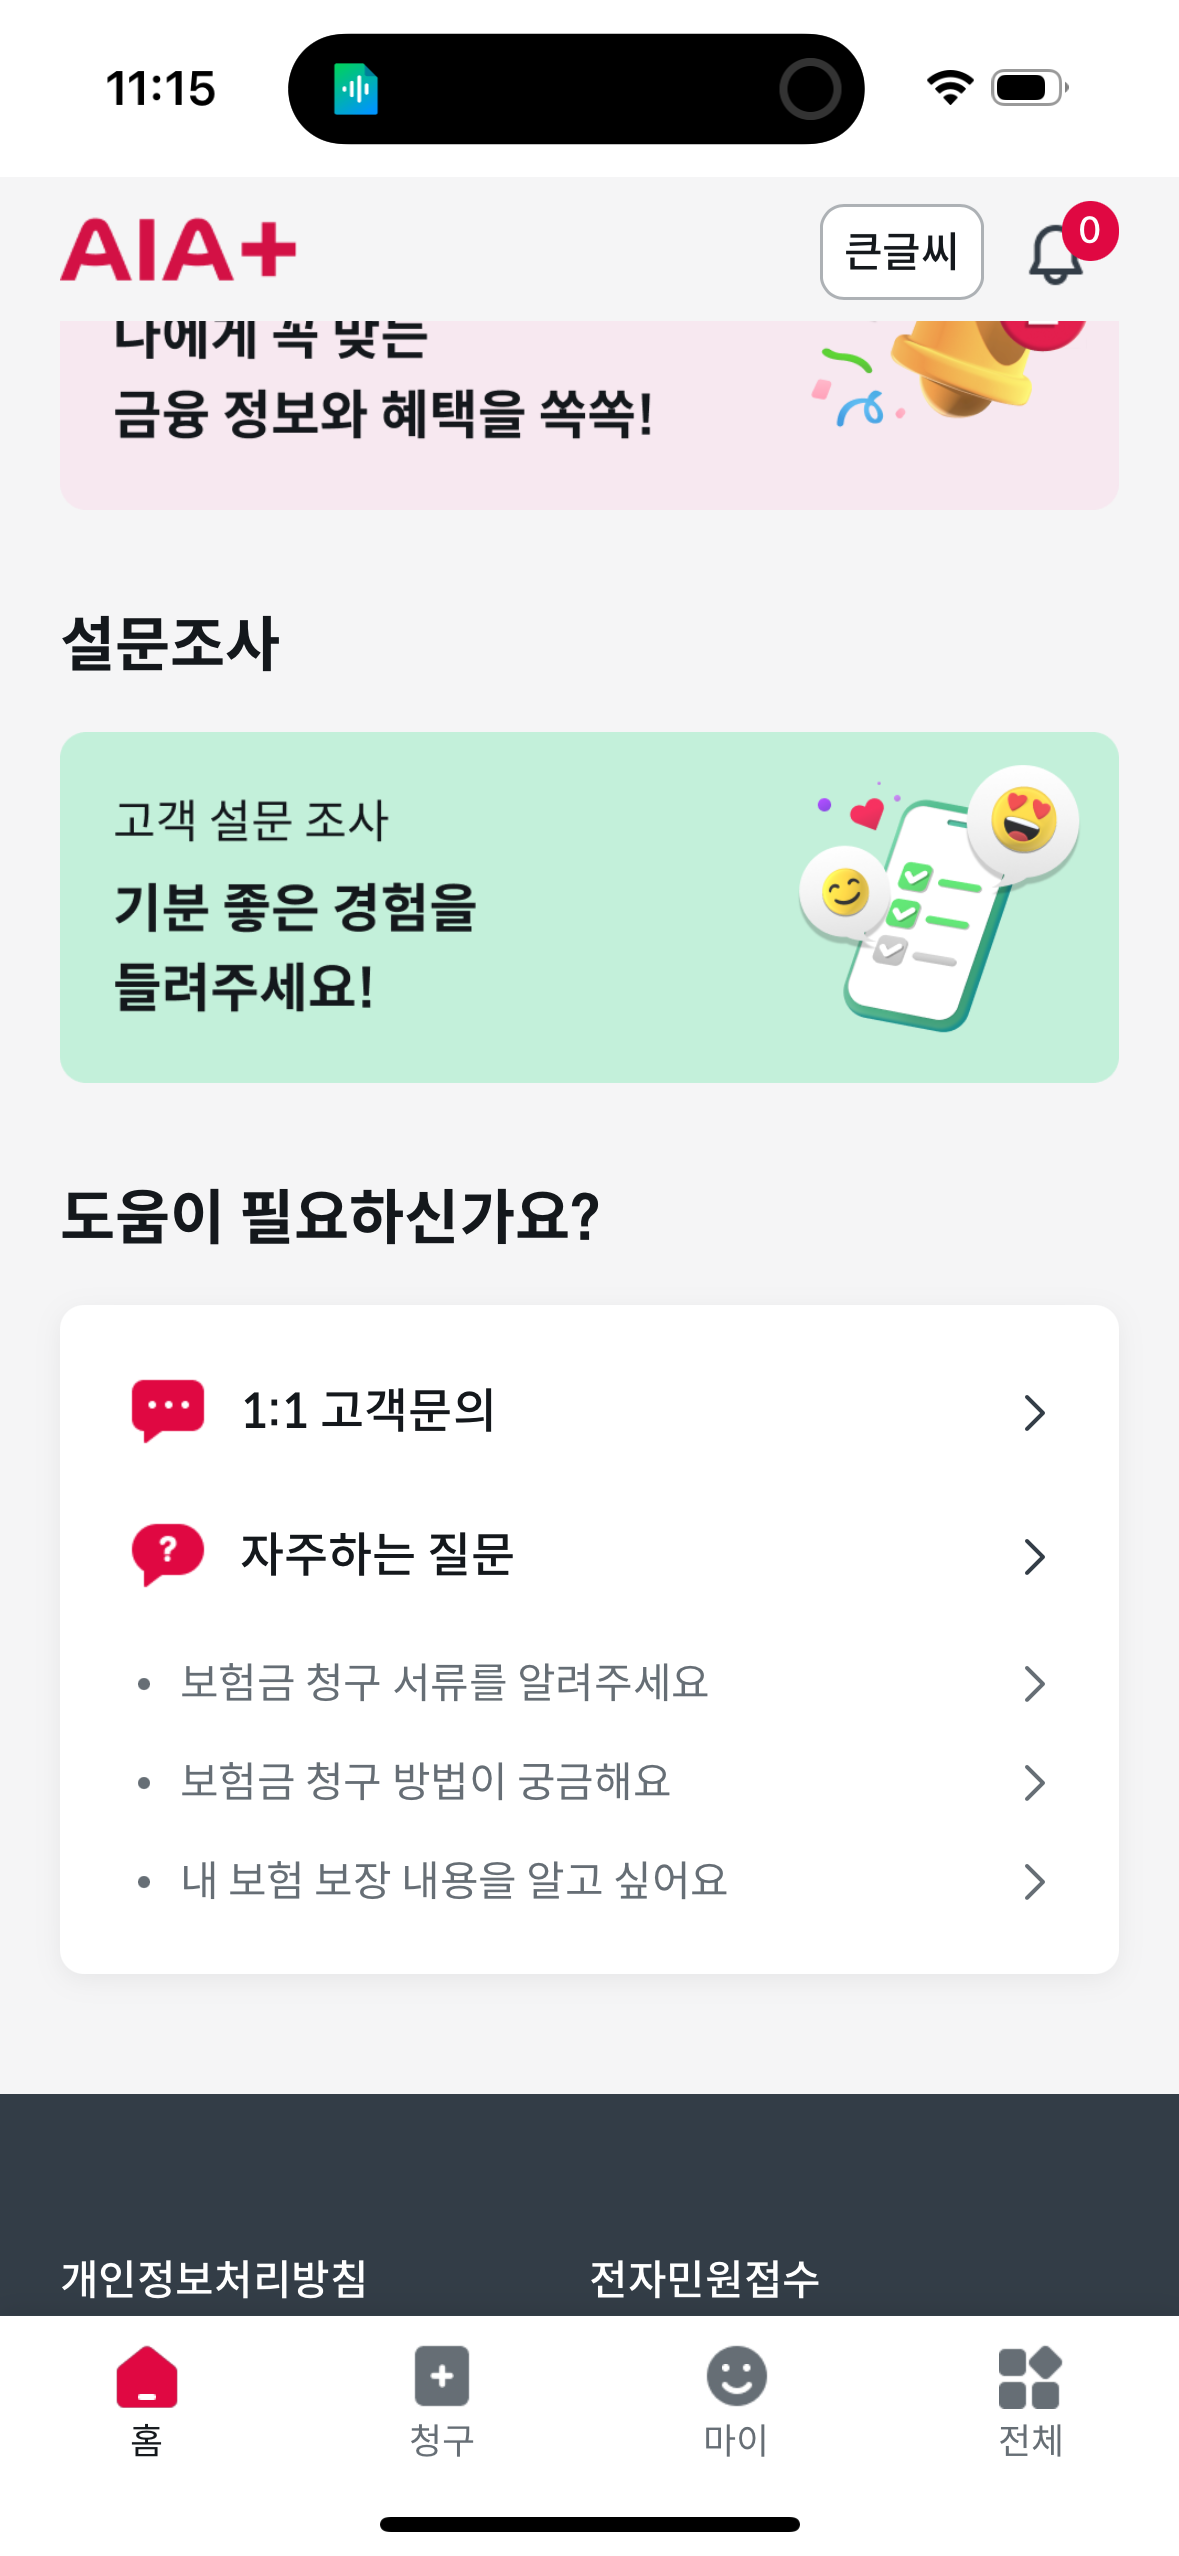 11:15
AIA+
큰글씨
0
나에게 꼭 맞는
금융 정보와 혜택을 쏙쏙!
설문조사
고객 설문 조사
기분 좋은 경험을
들려주세요!
도움이 필요하신가요?
1:1 고객문의
자주하는 질문
• 보험금 청구 서류를 알려주세요
• 보험금 청구 방법이 궁금해요
• 내 보험 보장 내용을 알고 싶어요
개인정보처리방침 전자민원접수
홈 청구 마이 전체